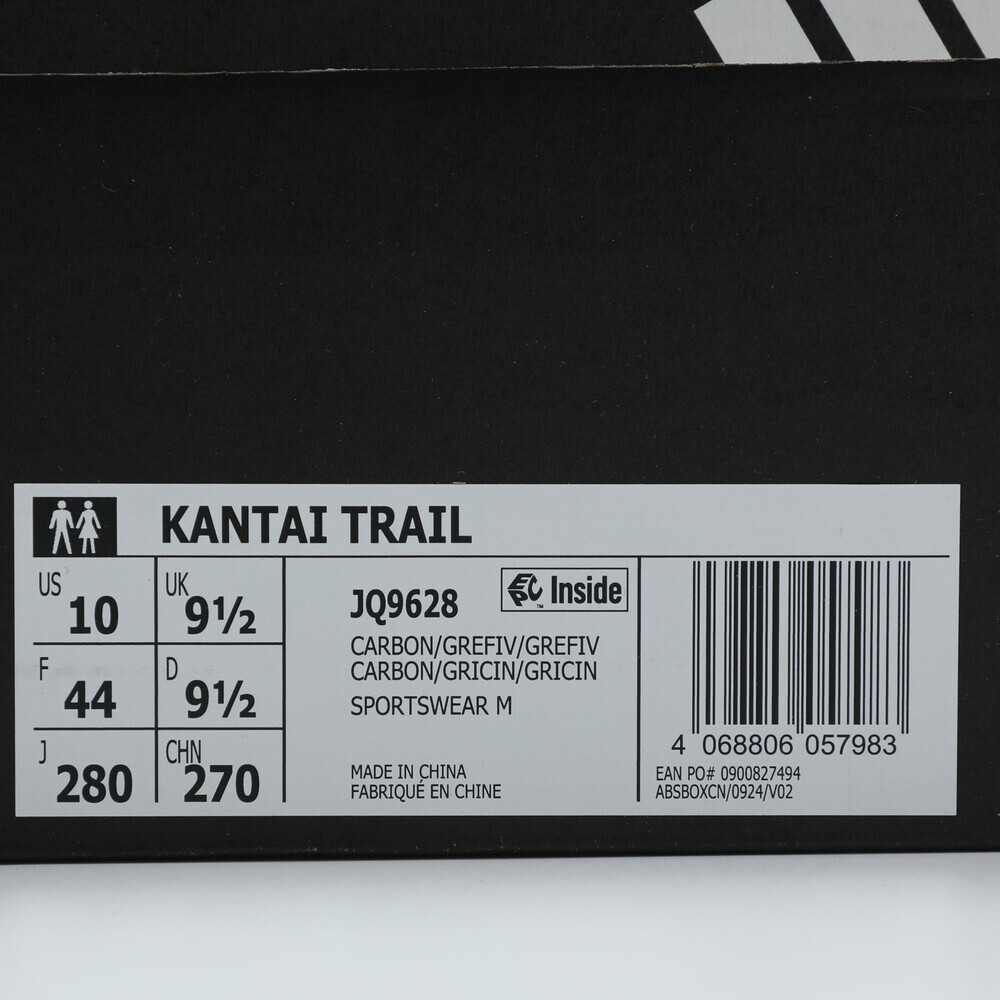 KANTAI TRAIL
US 10
UK 9½
F 44
D 9½
J 280
CHN 270
JQ9628
EPC™ Inside
CARBON/GREFIV/GREFIV
CARBON/GRICIN/GRICIN
SPORTSWEAR M
MADE IN CHINA
FABRIQUÉ EN CHINE
4 068806 057983
EAN PO# 0900827494
ABSBOXCN/0924/V02